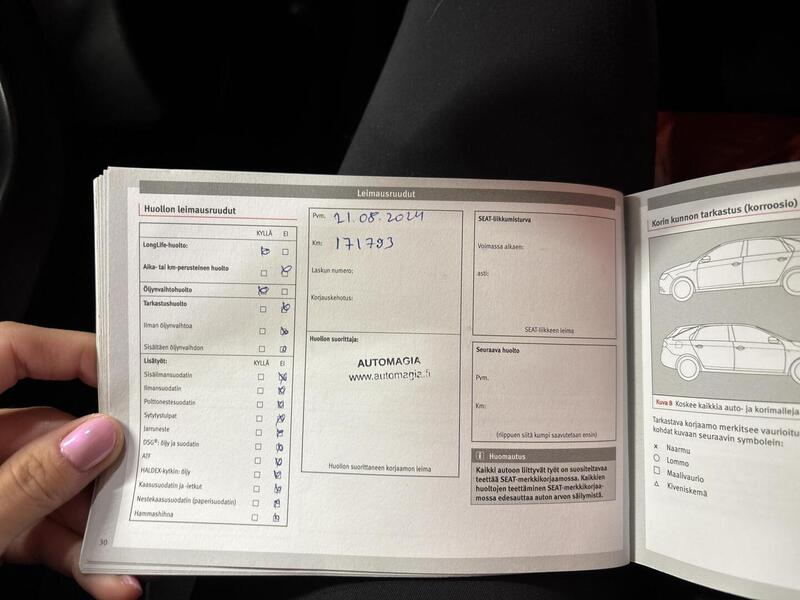 Leimausruudut
Huollon leimausruudut
KYLLÄ EI
LongLife-huolto:
Aika- tai km-perusteinen huolto
Öljynvaihtohuolto
Tarkastushuolto
Ilman öljynvaihtoa
Sisältäen öljynvaihdon
Lisätyöt: KYLLÄ EI
Sisäilmansuodatin
Ilmansuodatin
Polttonestesuodatin
Sytytystulpat
Jarruneste
DSG®: öljy ja suodatin
ATF
HALDEX-kytkin: öljy
Kaasusuodatin ja -letkut
Nestekaasusuodatin (paperisuodatin)
Hammashihna
30
Pvm. 21.08.2024
Km: 171793
Laskun numero:
Korjauskehotus:
Huollon suorittaja:
AUTOMAGIA
www.automagia.fi
Huollon suorittaneen korjaamon leima
SEAT-liikkumisturva
Voimassa alkaen:
asti:
SEAT-liikkeen leima
Seuraava huolto
Pvm.
Km:
(riippuen siitä kumpi saavutetaan ensin)
i Huomautus
Kaikki autoon liittyvät työt on suositeltavaa
teettää SEAT-merkkikorjaamossa. Kaikkien
huoltojen teettäminen SEAT-merkkikorjaa-
mossa edesauttaa auton arvon säilymistä.
Korin kunnon tarkastus (korroosio)
Kuva 8 Koskee kaikkia auto- ja korimalleja
Tarkastava korjaamo merkitsee vaurioitu
kohdat kuvaan seuraavin symbolein:
× Naarmu
○ Lommo
□ Maalivaurio
△ Kiveniskemä